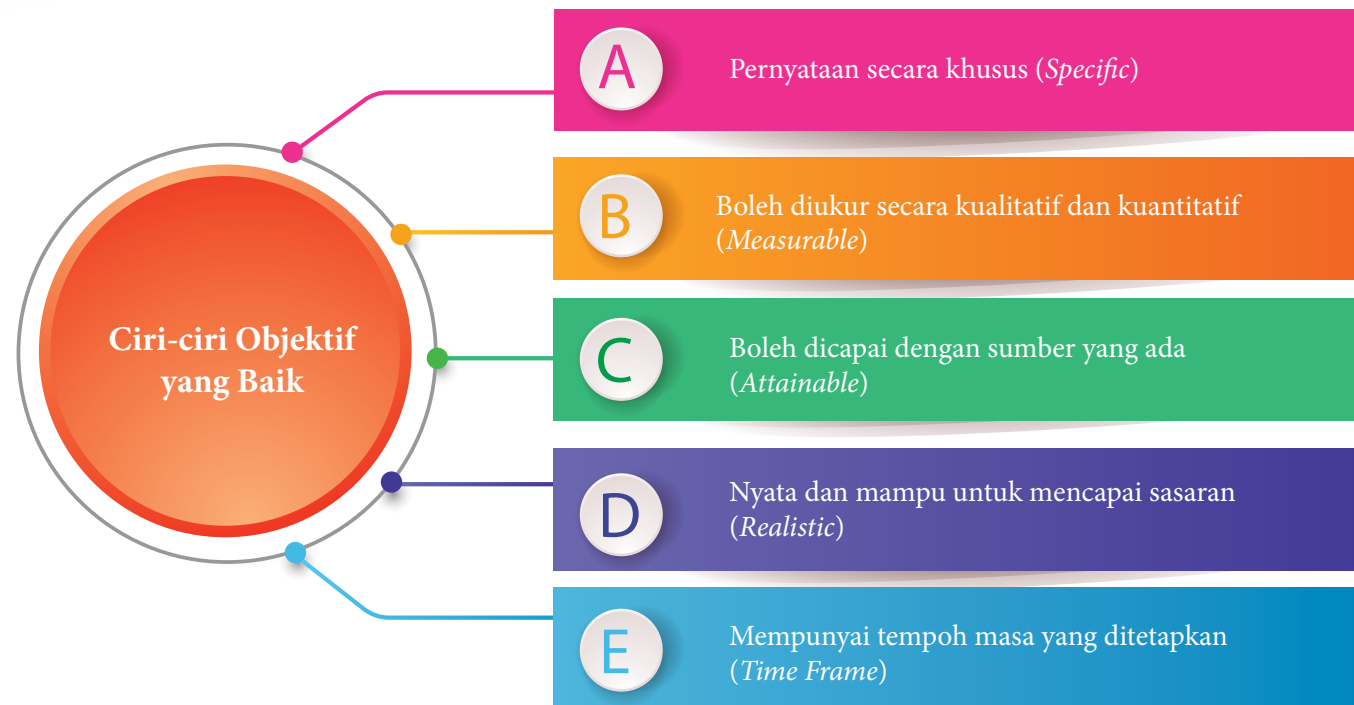 Ciri-ciri Objektif
yang Baik
A
Pernyataan secara khusus (Specific)
B
Boleh diukur secara kualitatif dan kuantitatif
(Measurable)
C
Boleh dicapai dengan sumber yang ada
(Attainable)
D
Nyata dan mampu untuk mencapai sasaran
(Realistic)
E
Mempunyai tempoh masa yang ditetapkan
(Time Frame)